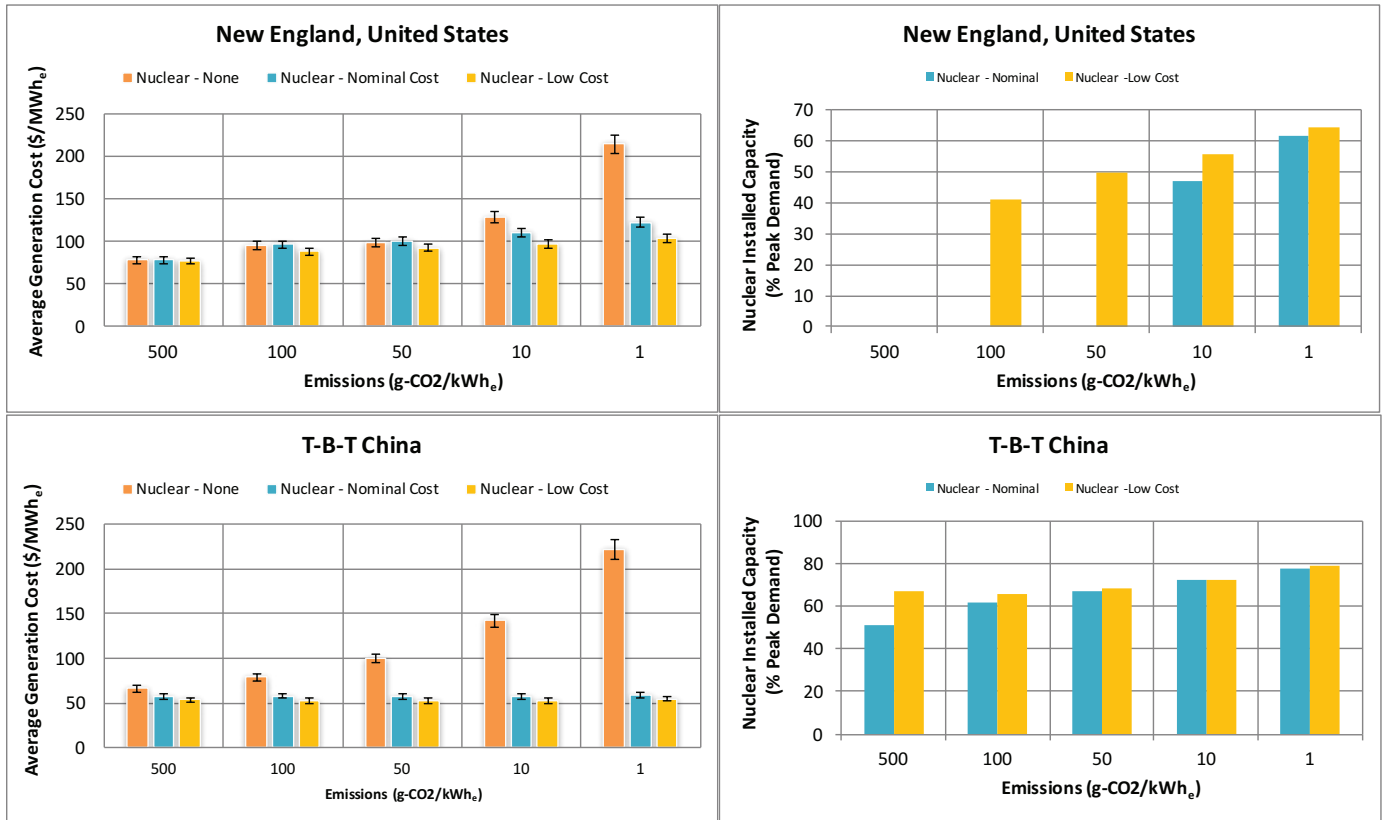 New England, United States
Nuclear - None Nuclear - Nominal Cost Nuclear - Low Cost
Average Generation Cost ($/MWhₑ)
250
200
150
100
50
0
500 100 50 10 1
Emissions (g-CO2/kWhₑ)
New England, United States
Nuclear - Nominal Nuclear -Low Cost
Nuclear Installed Capacity
(% Peak Demand)
70
60
50
40
30
20
10
0
500 100 50 10 1
Emissions (g-CO2/kWhₑ)
T-B-T China
Nuclear - None Nuclear - Nominal Cost Nuclear - Low Cost
Average Generation Cost ($/MWhₑ)
250
200
150
100
50
0
500 100 50 10 1
Emissions (g-CO2/kWhₑ)
T-B-T China
Nuclear - Nominal Nuclear -Low Cost
Nuclear Installed Capacity
(% Peak Demand)
100
80
60
40
20
0
500 100 50 10 1
Emissions (g-CO2/kWhₑ)